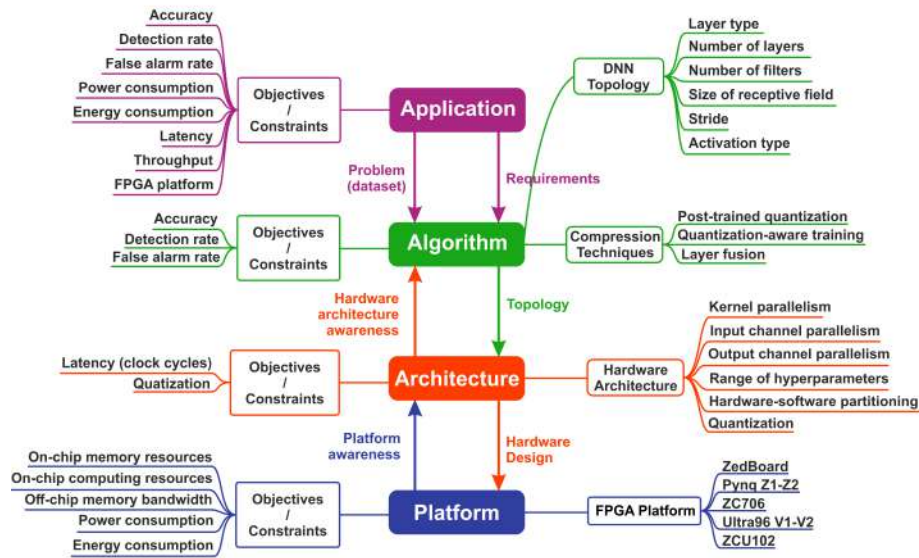 Accuracy
Detection rate
False alarm rate
Power consumption
Energy consumption
Latency
Throughput
FPGA platform
Objectives
/
Constraints
Application
Layer type
Number of layers
Number of filters
Size of receptive field
Stride
Activation type
DNN
Topology
Problem
(dataset)
Requirements
Accuracy
Detection rate
False alarm rate
Objectives
/
Constraints
Algorithm
Compression
Techniques
Post-trained quantization
Quantization-aware training
Layer fusion
Hardware
architecture
awareness
Topology
Latency (clock cycles)
Quatization
Objectives
/
Constraints
Architecture
Hardware
Architecture
Kernel parallelism
Input channel parallelism
Output channel parallelism
Range of hyperparameters
Hardware-software partitioning
Quantization
Platform
awareness
Hardware
Design
On-chip memory resources
On-chip computing resources
Off-chip memory bandwidth
Power consumption
Energy consumption
Objectives
/
Constraints
Platform
FPGA Platform
ZedBoard
Pynq Z1-Z2
ZC706
Ultra96 V1-V2
ZCU102